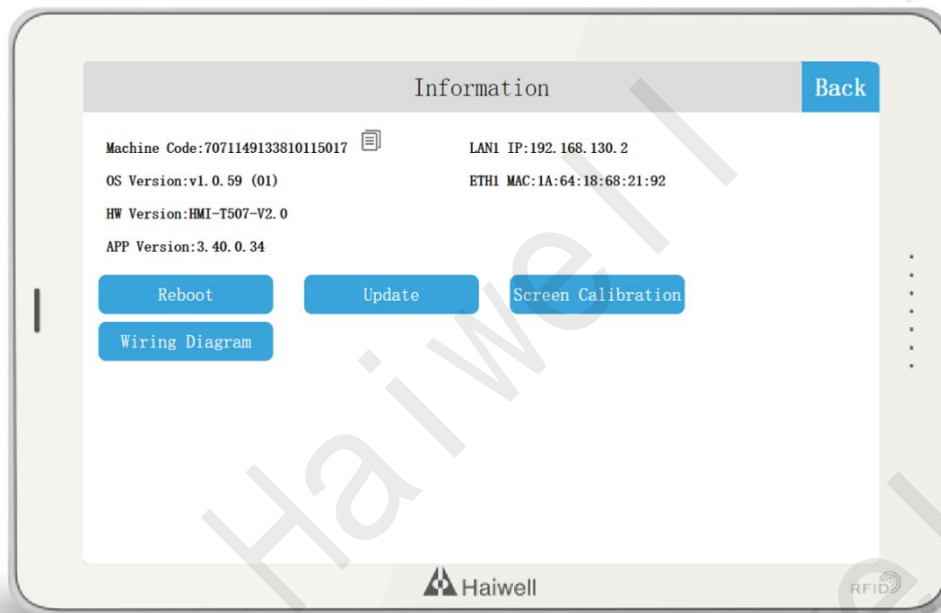 Information
Back
Machine Code:7071149133810115017
LAN1 IP:192.168.130.2
OS Version:v1.0.59 (01)
ETH1 MAC:1A:64:18:68:21:92
HW Version:HMI-T507-V2.0
APP Version:3.40.0.34
Reboot
Update
Screen Calibration
Wiring Diagram
Haiwell
Haiwell
RFID